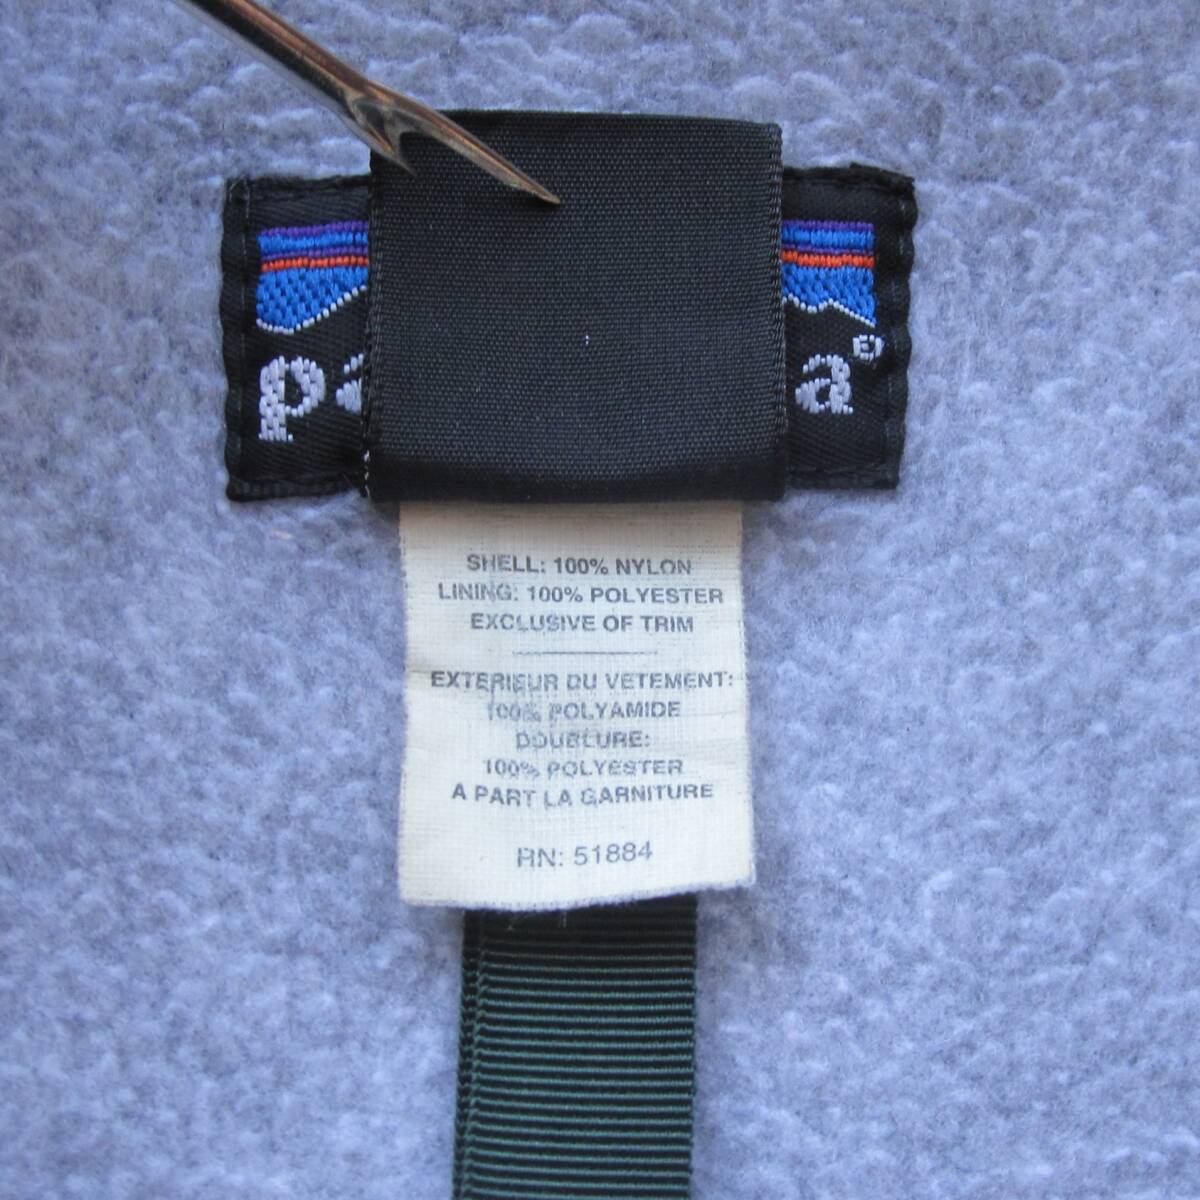 pa
a®
SHELL: 100% NYLON
LINING: 100% POLYESTER
EXCLUSIVE OF TRIM
EXTERIEUR DU VETEMENT:
100% POLYAMIDE
DOUBLURE:
100% POLYESTER
A PART LA GARNITURE
RN: 51884